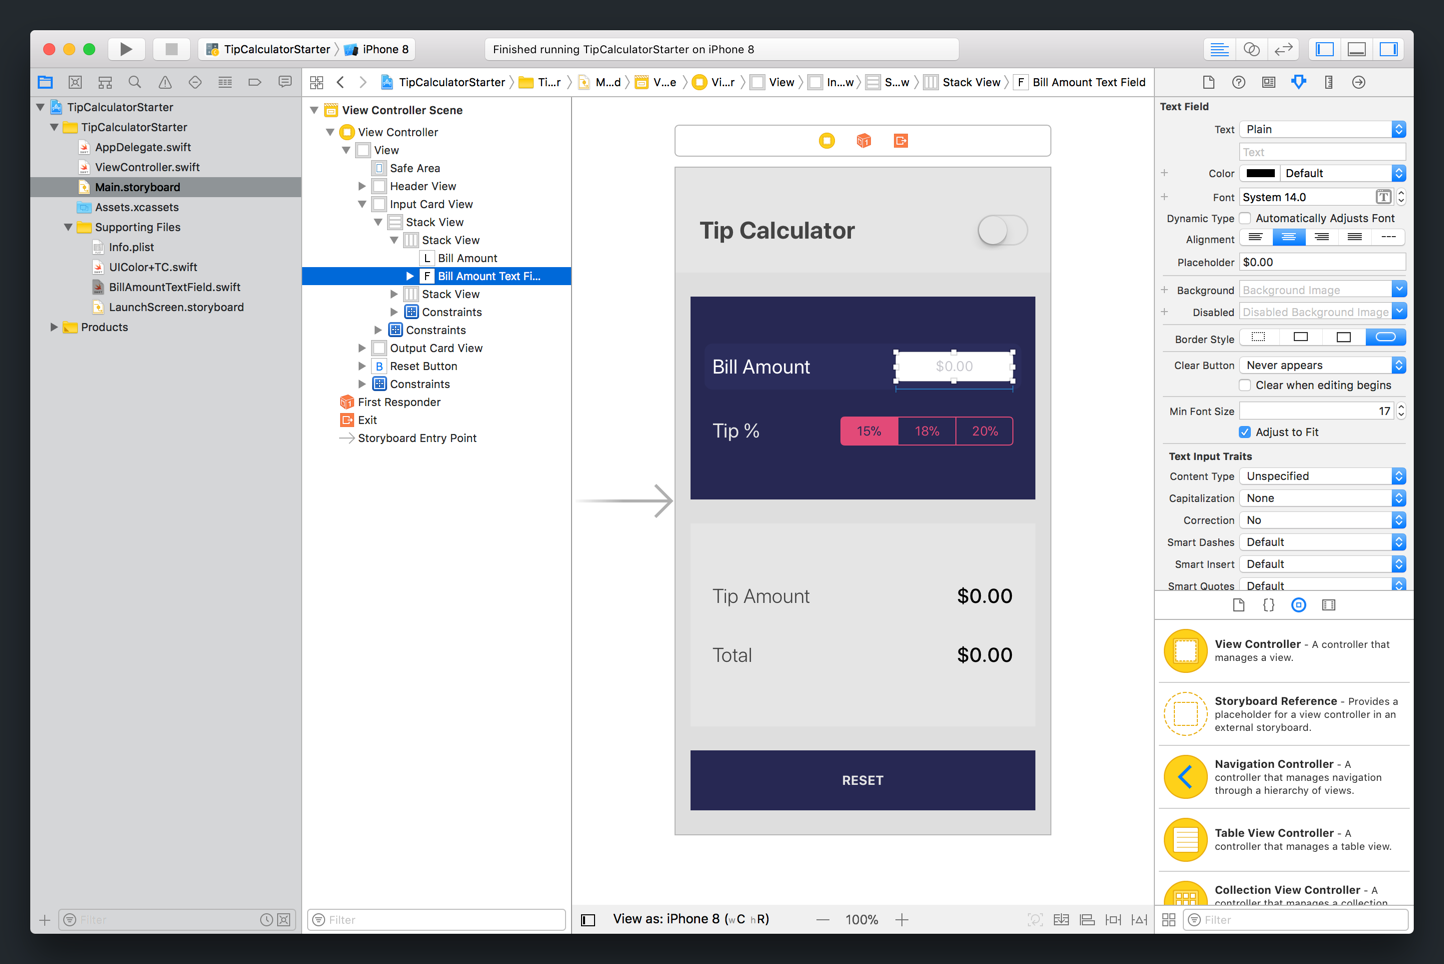 TipCalculatorStarter
iPhone 8
Finished running TipCalculatorStarter on iPhone 8
TipCalculatorStarter
Ti...r
M...d
V...e
Vi...r
View
In...w
S...w
Stack View
F
Bill Amount Text Field
TipCalculatorStarter
TipCalculatorStarter
AppDelegate.swift
ViewController.swift
Main.storyboard
Assets.xcassets
Supporting Files
Info.plist
UIColor+TC.swift
BillAmountTextField.swift
LaunchScreen.storyboard
Products
Filter
View Controller Scene
View Controller
View
Safe Area
Header View
Input Card View
Stack View
Stack View
L Bill Amount
F Bill Amount Text Fi...
Stack View
Constraints
Constraints
Output Card View
B Reset Button
Constraints
First Responder
Exit
Storyboard Entry Point
Filter
Tip Calculator
Bill Amount
$0.00
Tip %
15%
18%
20%
Tip Amount
$0.00
Total
$0.00
RESET
View as: iPhone 8 (wC hR)
100%
Text Field
Text Plain
Text
Color Default
Font System 14.0
T
Dynamic Type Automatically Adjusts Font
Alignment
Placeholder $0.00
Background Background Image
Disabled Disabled Background Image
Border Style
Clear Button Never appears
Clear when editing begins
Min Font Size 17
Adjust to Fit
Text Input Traits
Content Type Unspecified
Capitalization None
Correction No
Smart Dashes Default
Smart Insert Default
Smart Quotes Default
{}
View Controller - A controller that
manages a view.
Storyboard Reference - Provides a
placeholder for a view controller in an
external storyboard.
Navigation Controller - A
controller that manages navigation
through a hierarchy of views.
Table View Controller - A
controller that manages a table view.
Collection View Controller - A
controller that manages a collection
Filter